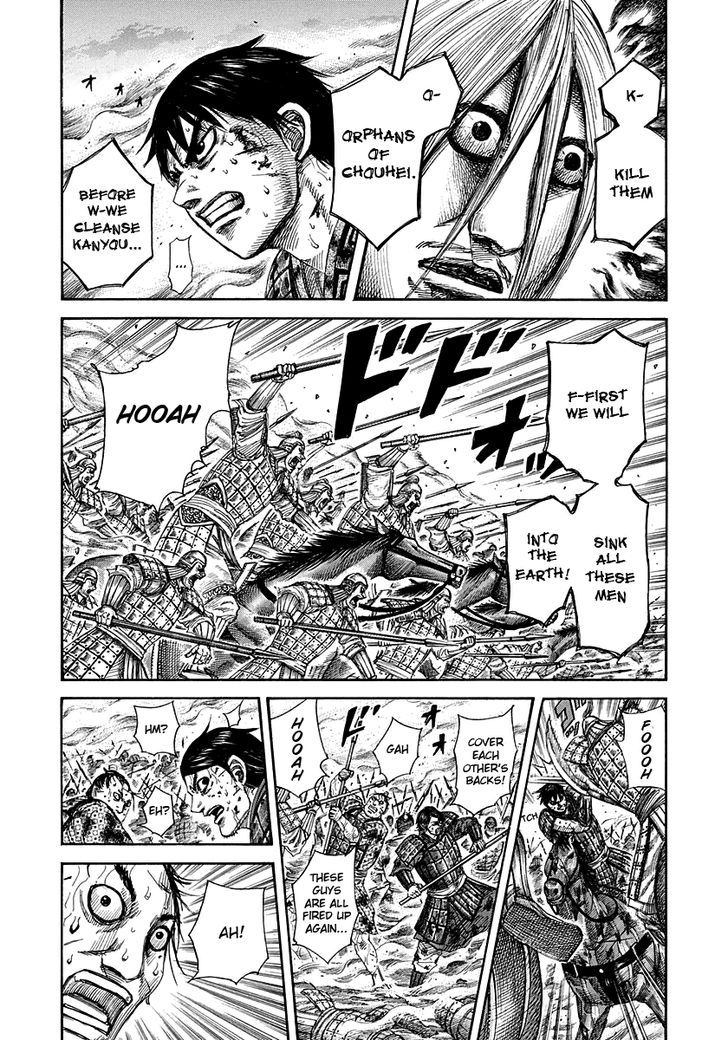 K-
KILL
THEM
O-
ORPHANS
OF
CHOUHEI.
BEFORE
W-WE
CLEANSE
KANYOU...
...
オォ
F-FIRST
WE WILL
SINK
ALL
THESE
MEN
INTO
THE
EARTH!
ドドドォ
HOOAH
FOOOH
TCH
COVER
EACH
OTHER'S
BACKS!
GAH
HOOAH
THESE
GUYS
ARE ALL
FIRED UP
AGAIN...
HM?
EH?
AH!